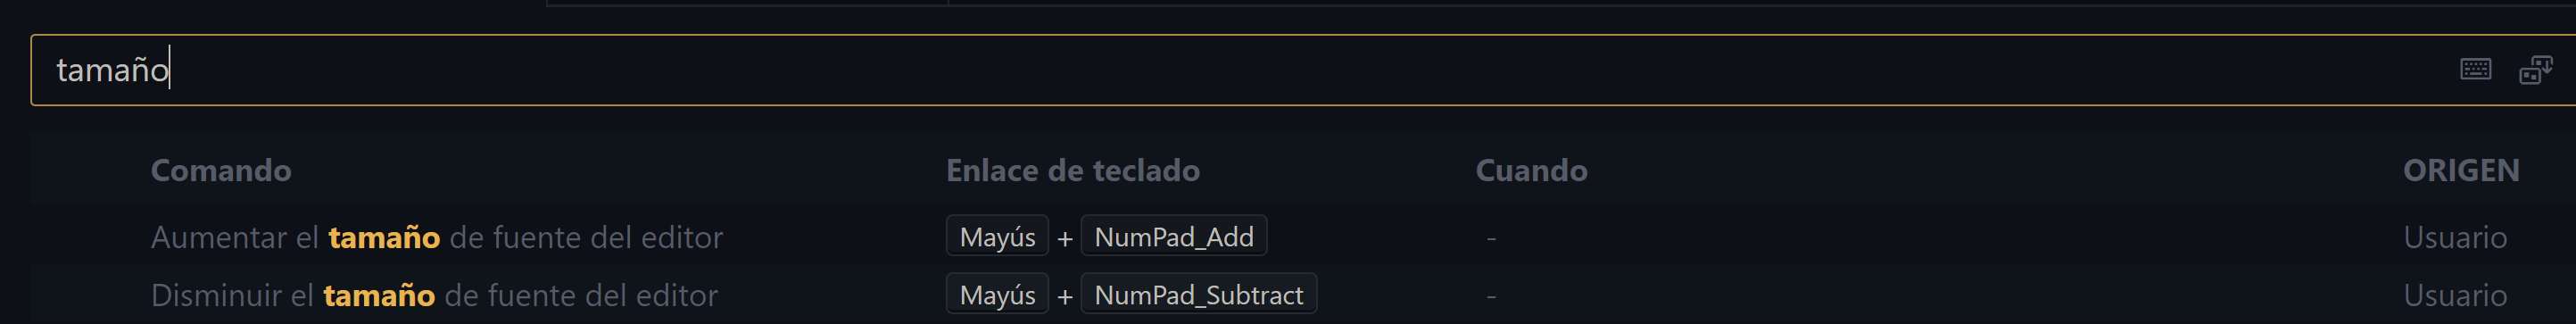 tamaño
Comando Enlace de teclado Cuando ORIGEN
Aumentar el tamaño de fuente del editor Mayús + NumPad_Add - Usuario
Disminuir el tamaño de fuente del editor Mayús + NumPad_Subtract - Usuario